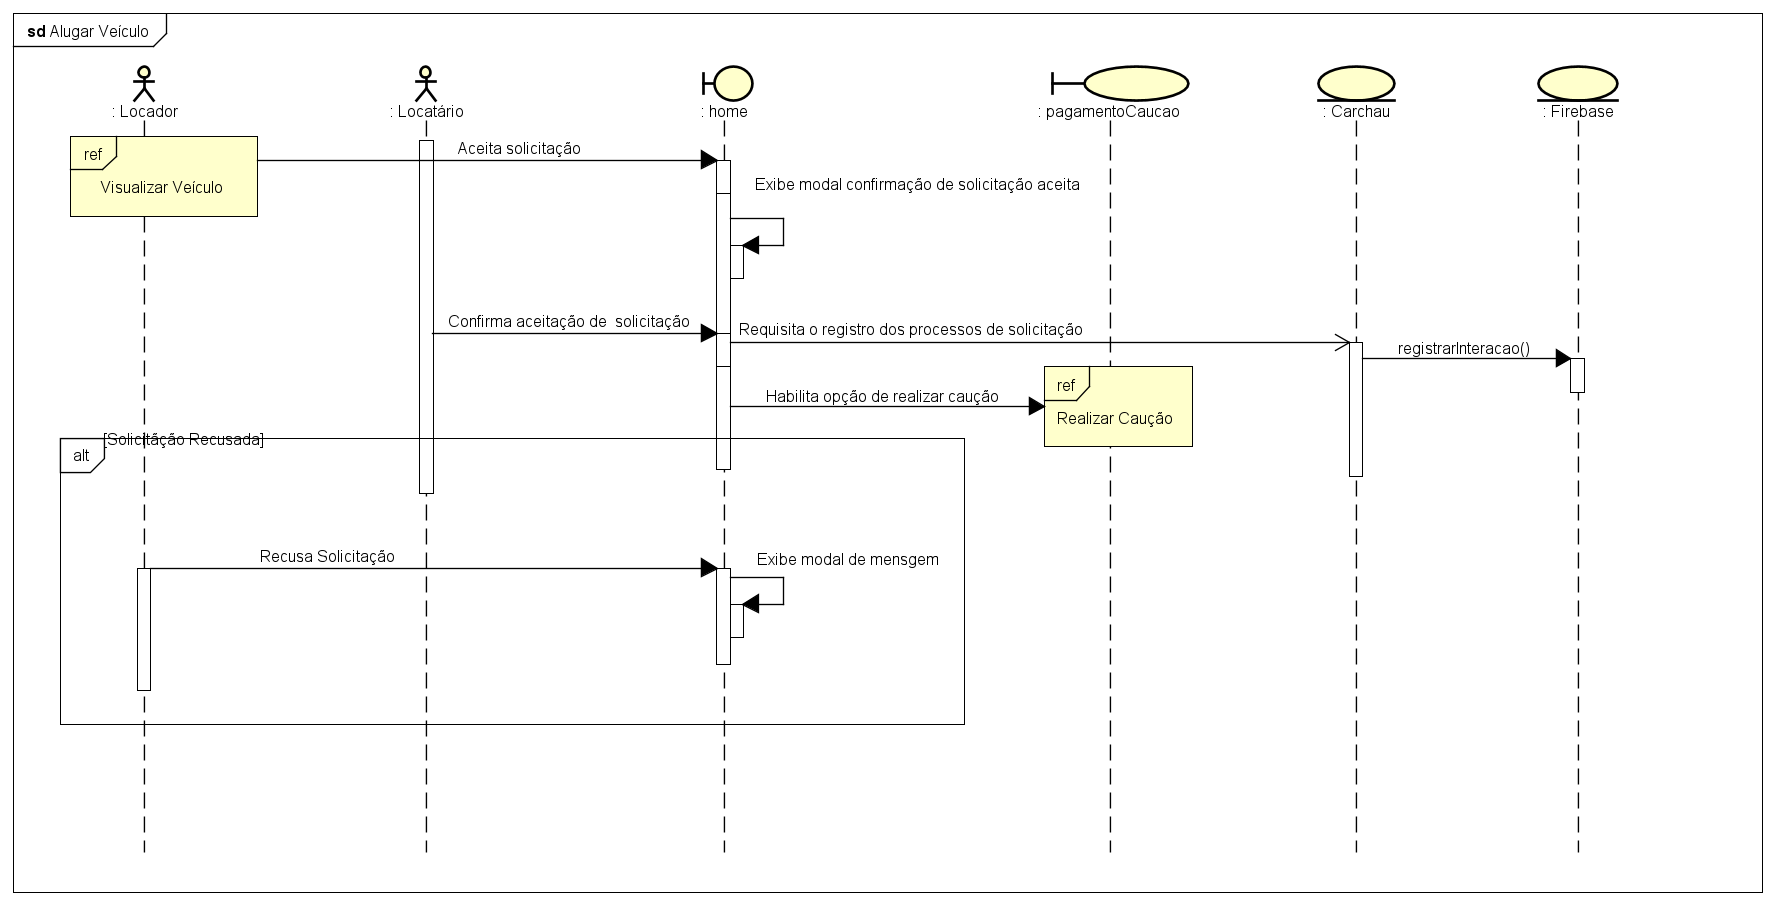 sd Alugar Veículo
: Locador
: Locatário
: home
: pagamentoCaucao
: Carchau
: Firebase
ref
Visualizar Veículo
Aceita solicitação
Exibe modal confirmação de solicitação aceita
Confirma aceitação de  solicitação
Requisita o registro dos processos de solicitação
registrarInteracao()
Habilita opção de realizar caução
ref
Realizar Caução
alt
[Solicitãção Recusada]
Recusa Solicitação
Exibe modal de mensgem